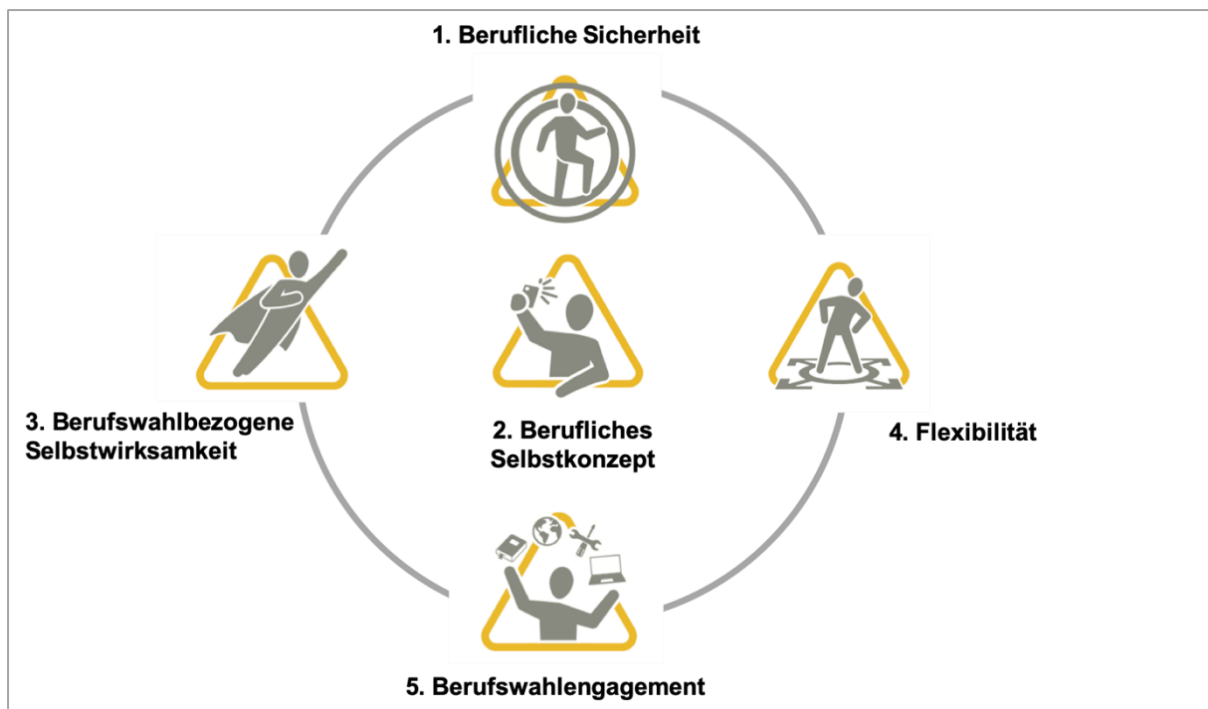 1. Berufliche Sicherheit
3. Berufswahlbezogene
Selbstwirksamkeit
2. Berufliches
Selbstkonzept
4. Flexibilität
5. Berufswahlengagement